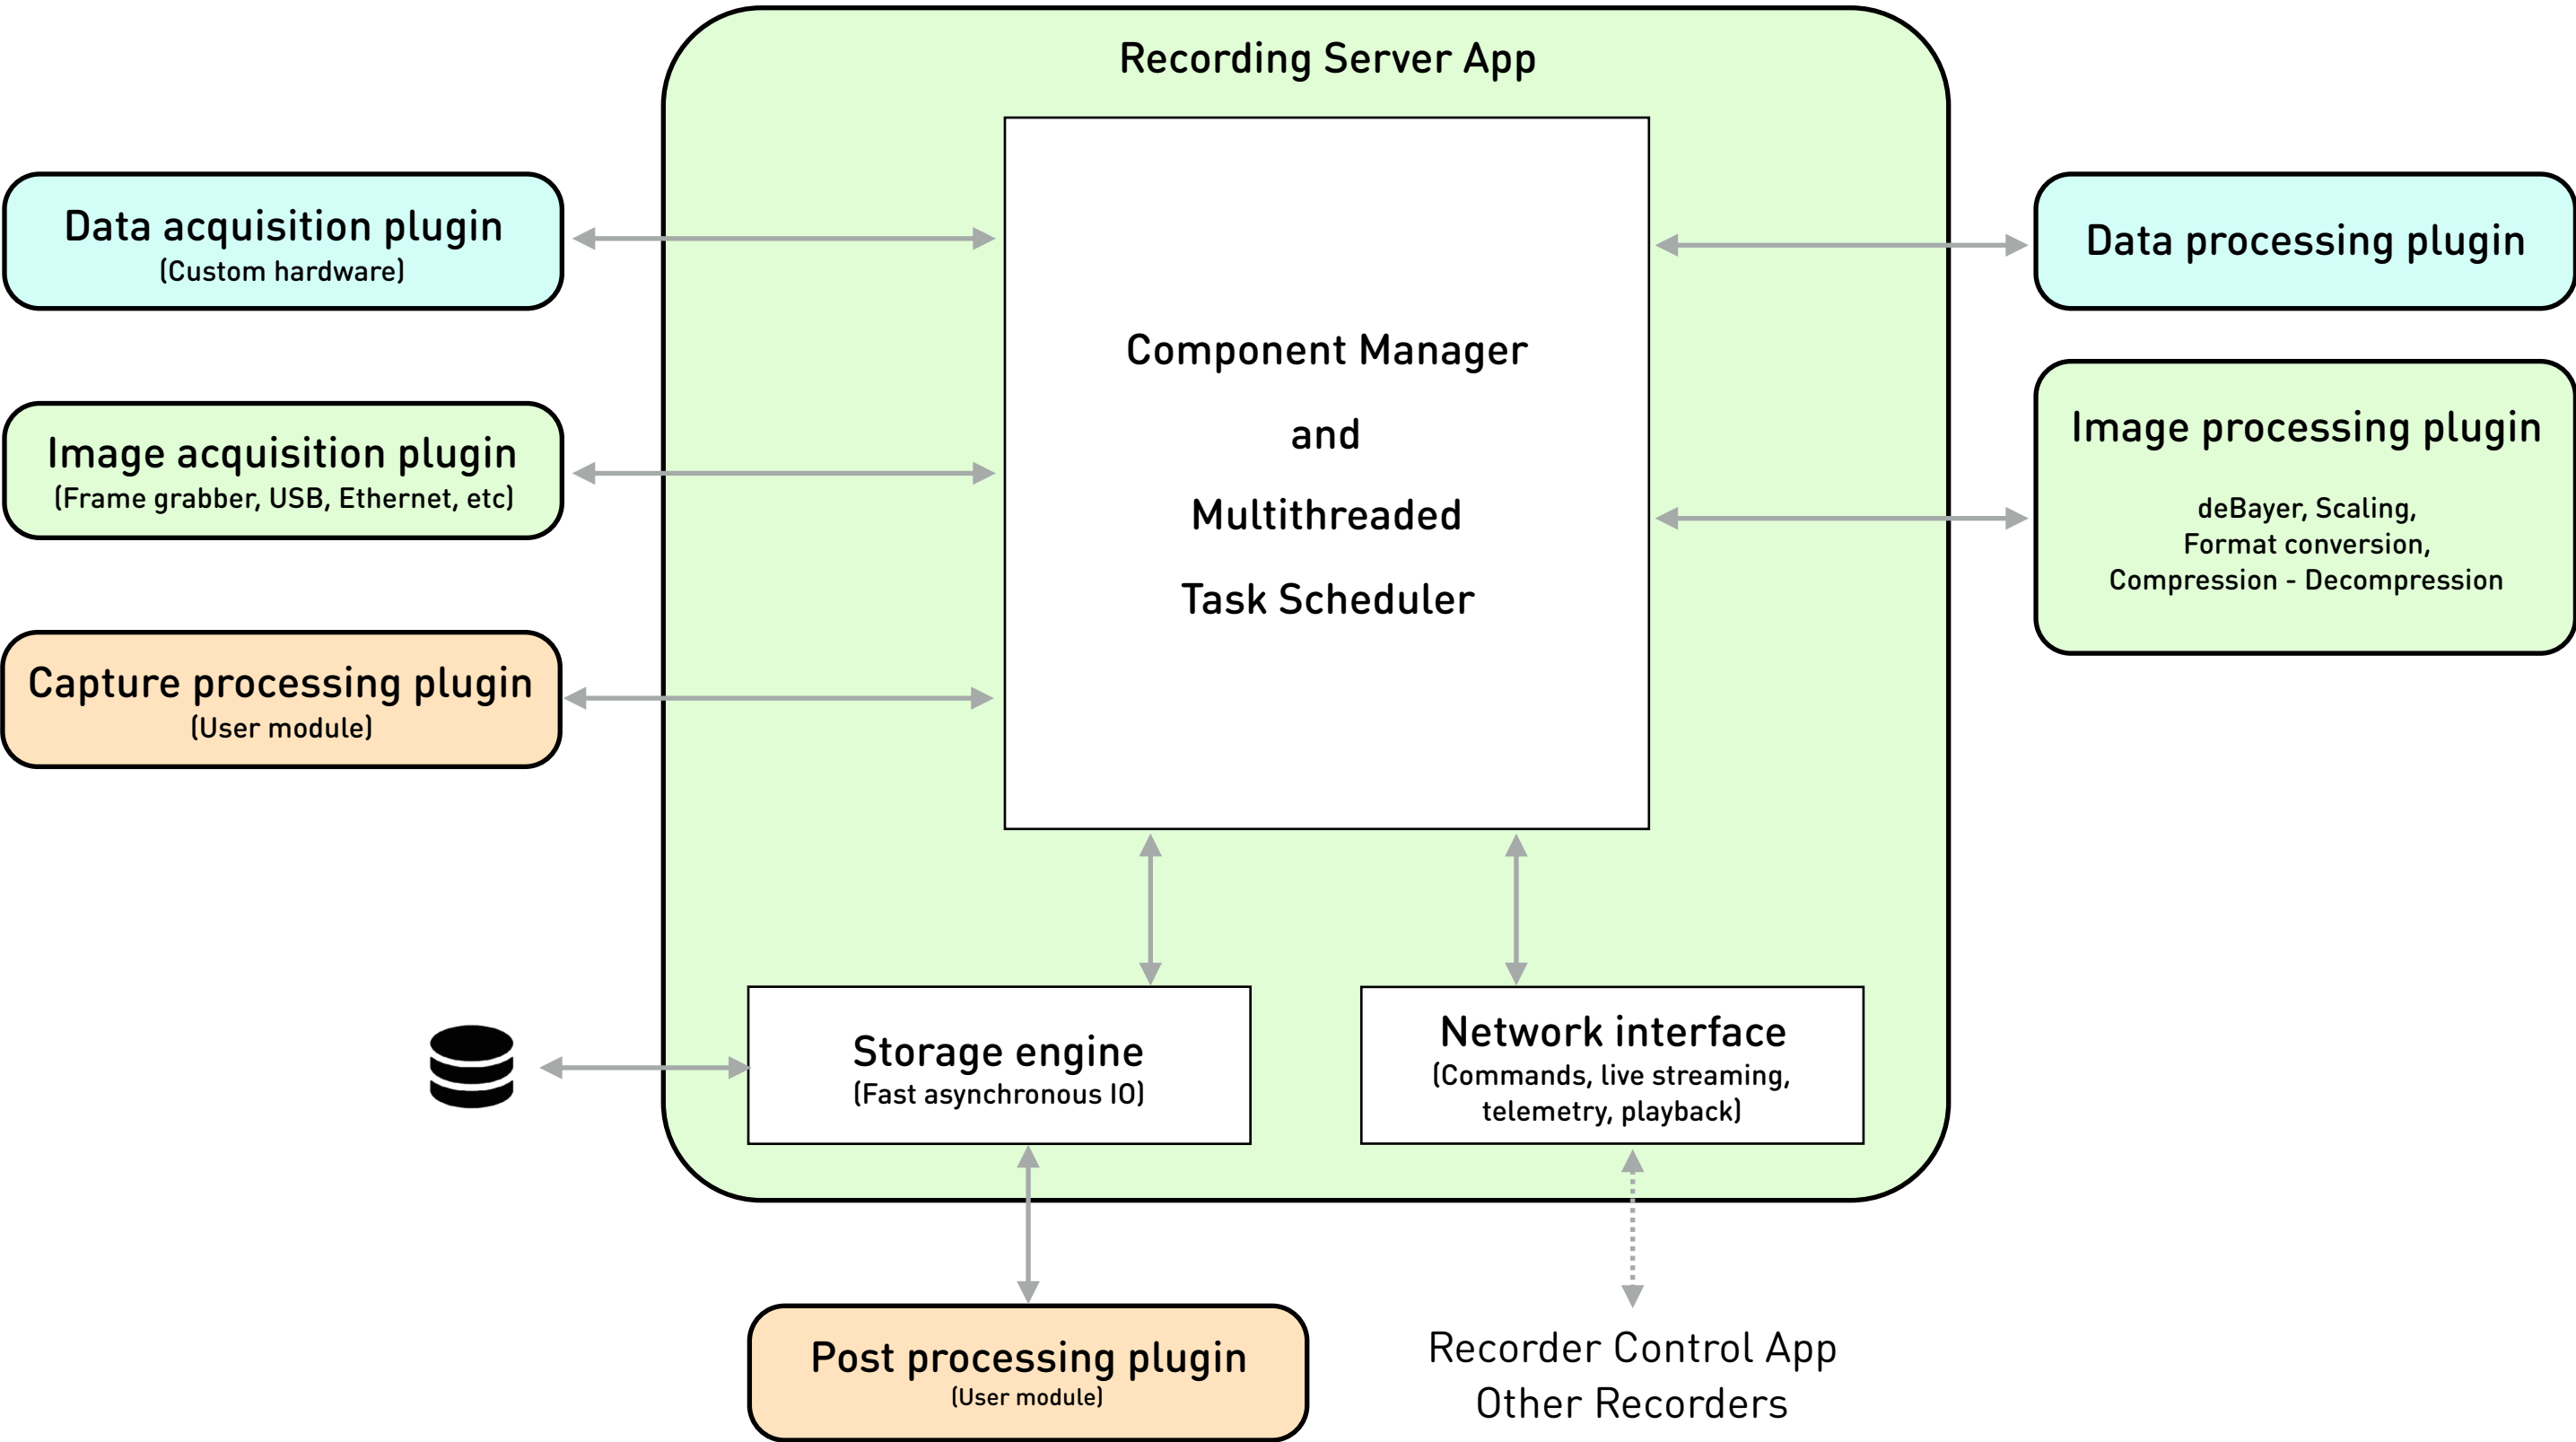 Recording Server App
Data acquisition plugin
(Custom hardware)
Image acquisition plugin
(Frame grabber, USB, Ethernet, etc)
Capture processing plugin
(User module)
Component Manager
and
Multithreaded
Task Scheduler
Data processing plugin
Image processing plugin
deBayer, Scaling,
Format conversion,
Compression - Decompression
Storage engine
(Fast asynchronous IO)
Network interface
(Commands, live streaming,
telemetry, playback)
Post processing plugin
(User module)
Recorder Control App
Other Recorders